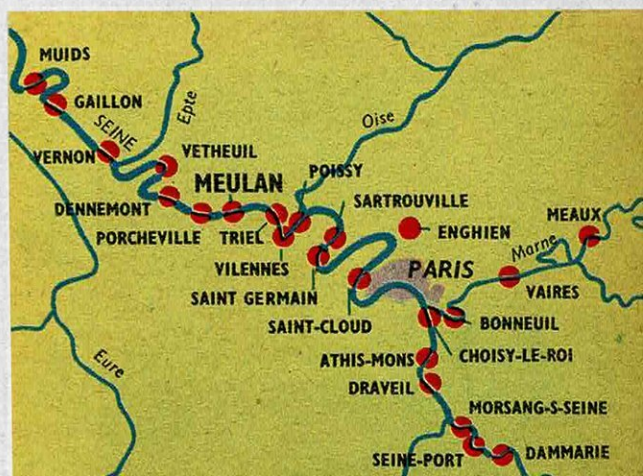 MUIDS
GAILLON
SEINE
Epte
Oise
VERNON
VETHEUIL
MEULAN
POISSY
SARTROUVILLE
DENNEMONT
PORCHEVILLE
TRIEL
ENGHIEN
MEAUX
Marne
VILENNES
PARIS
SAINT GERMAIN
VAIRES
SAINT-CLOUD
BONNEUIL
Eure
ATHIS-MONS
CHOISY-LE-ROI
DRAVEIL
MORSANG-S-SEINE
SEINE-PORT
DAMMARIE